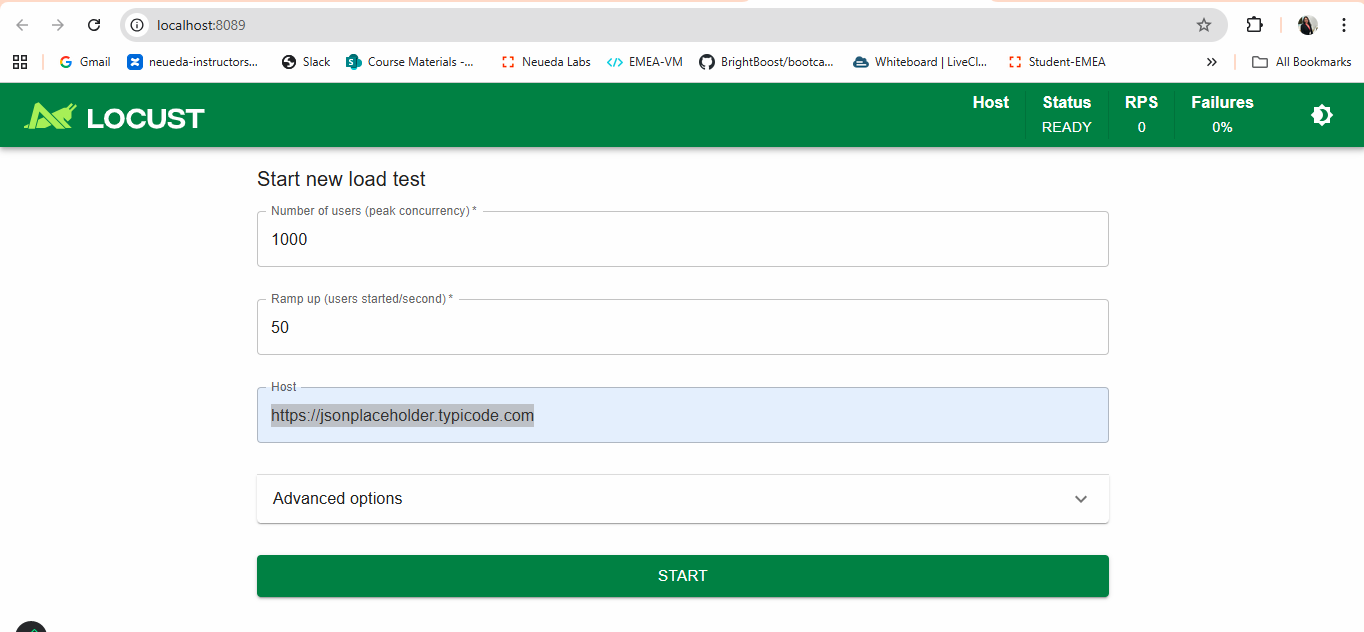 localhost:8089
Gmail neueda-instructors... Slack Course Materials -... Neueda Labs EMEA-VM BrightBoost/bootca... Whiteboard | LiveCl... Student-EMEA » All Bookmarks
LOCUST Host Status RPS Failures
READY 0 0%
Start new load test
Number of users (peak concurrency) *
1000
Ramp up (users started/second) *
50
Host
https://jsonplaceholder.typicode.com
Advanced options
START